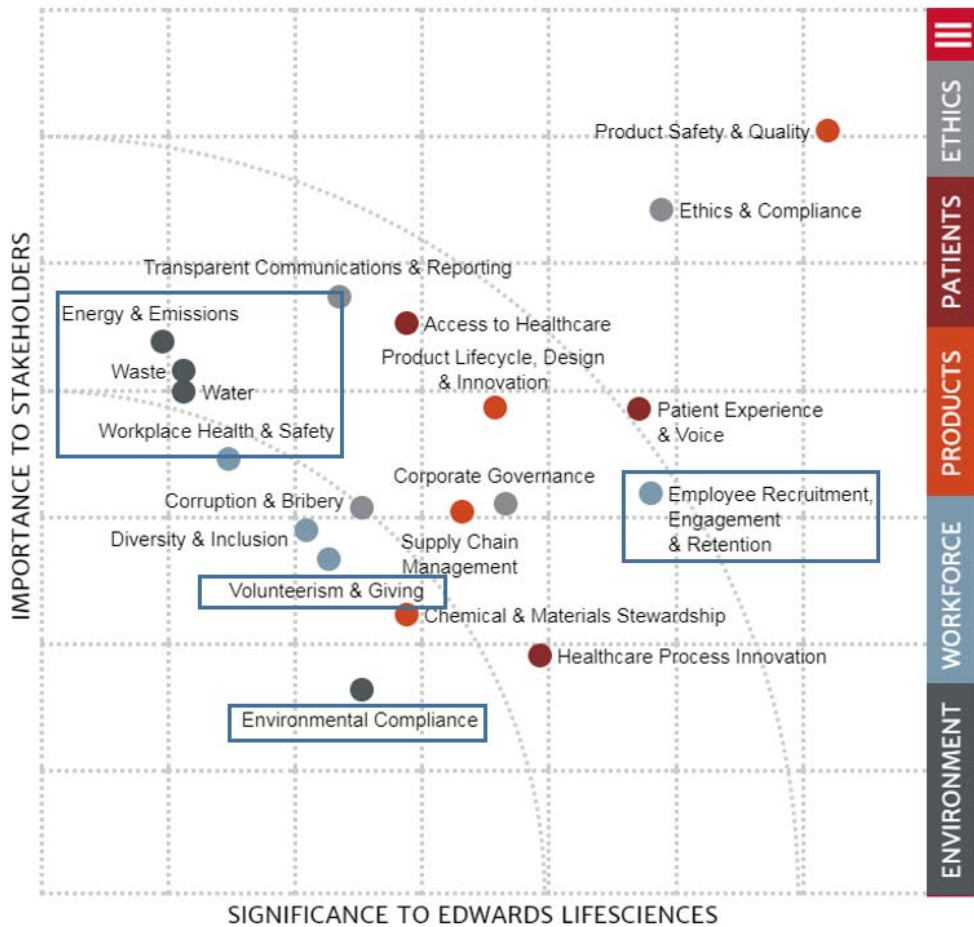 Product Safety & Quality
Ethics & Compliance
Transparent Communications & Reporting
Energy & Emissions
Access to Healthcare
Product Lifecycle, Design
& Innovation
Waste
Water
Patient Experience
& Voice
Workplace Health & Safety
Corporate Governance
Employee Recruitment,
Engagement
& Retention
Corruption & Bribery
Diversity & Inclusion
Supply Chain
Management
Volunteerism & Giving
Chemical & Materials Stewardship
Healthcare Process Innovation
Environmental Compliance
IMPORTANCE TO STAKEHOLDERS
SIGNIFICANCE TO EDWARDS LIFESCIENCES
ETHICS
PATIENTS
PRODUCTS
WORKFORCE
ENVIRONMENT